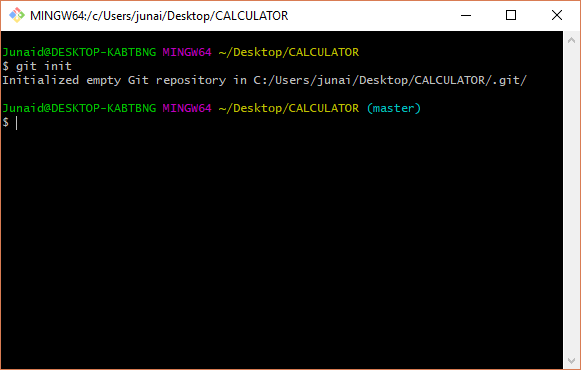 MINGW64:/c/Users/junai/Desktop/CALCULATOR
Junaid@DESKTOP-KABTBNG MINGW64 ~/Desktop/CALCULATOR
$ git init
Initialized empty Git repository in C:/Users/junai/Desktop/CALCULATOR/.git/
Junaid@DESKTOP-KABTBNG MINGW64 ~/Desktop/CALCULATOR (master)
$